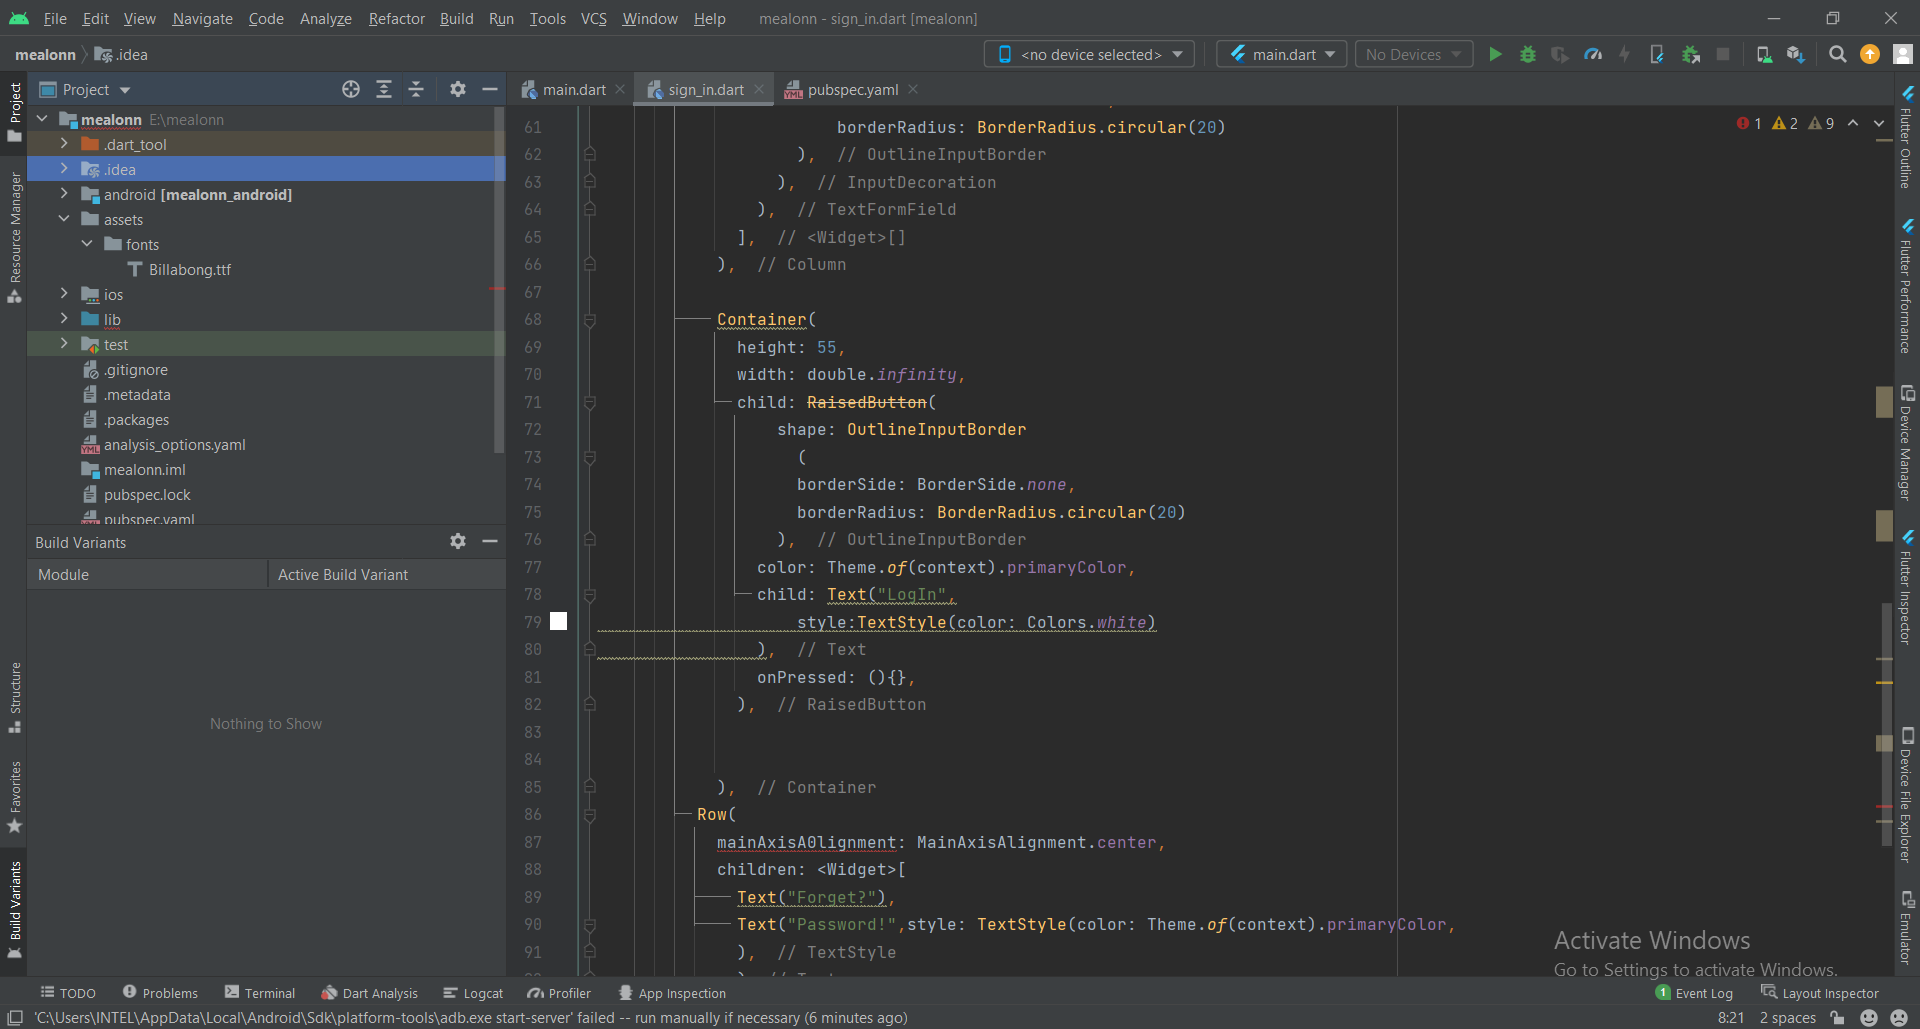 File Edit View Navigate Code Analyze Refactor Build Run Tools VCS Window Help mealonn - sign_in.dart [mealonn]
mealonn .idea <no device selected> main.dart No Devices
Project main.dart sign_in.dart pubspec.yaml
mealonn E:\mealonn
.dart_tool
.idea
android [mealonn_android]
assets
fonts
Billabong.ttf
ios
lib
test
.gitignore
.metadata
.packages
analysis_options.yaml
mealonn.iml
pubspec.lock
pubspec.yaml
Build Variants
Module Active Build Variant
Nothing to Show
Project
Resource Manager
Structure
Favorites
Build Variants
1 2 9
61 borderRadius: BorderRadius.circular(20)
62 ), // OutlineInputBorder
63 ), // InputDecoration
64 ), // TextFormField
65 ], // <Widget>[]
66 ), // Column
67
68 Container(
69 height: 55,
70 width: double.infinity,
71 child: RaisedButton(
72 shape: OutlineInputBorder
73 (
74 borderSide: BorderSide.none,
75 borderRadius: BorderRadius.circular(20)
76 ), // OutlineInputBorder
77 color: Theme.of(context).primaryColor,
78 child: Text("LogIn",
79 style:TextStyle(color: Colors.white)
80 ), // Text
81 onPressed: (){},
82 ), // RaisedButton
83
84
85 ), // Container
86 Row(
87 mainAxisA0lignment: MainAxisAlignment.center,
88 children: <Widget>[
89 Text("Forget?"),
90 Text("Password!",style: TextStyle(color: Theme.of(context).primaryColor,
91 ), // TextStyle
Flutter Outline
Flutter Performance
Device Manager
Flutter Inspector
Device File Explorer
Emulator
Activate Windows
Go to Settings to activate Windows.
TODO Problems Terminal Dart Analysis Logcat Profiler App Inspection 1 Event Log Layout Inspector
'C:\Users\INTEL\AppData\Local\Android\Sdk\platform-tools\adb.exe start-server' failed -- run manually if necessary (6 minutes ago) 8:21 2 spaces